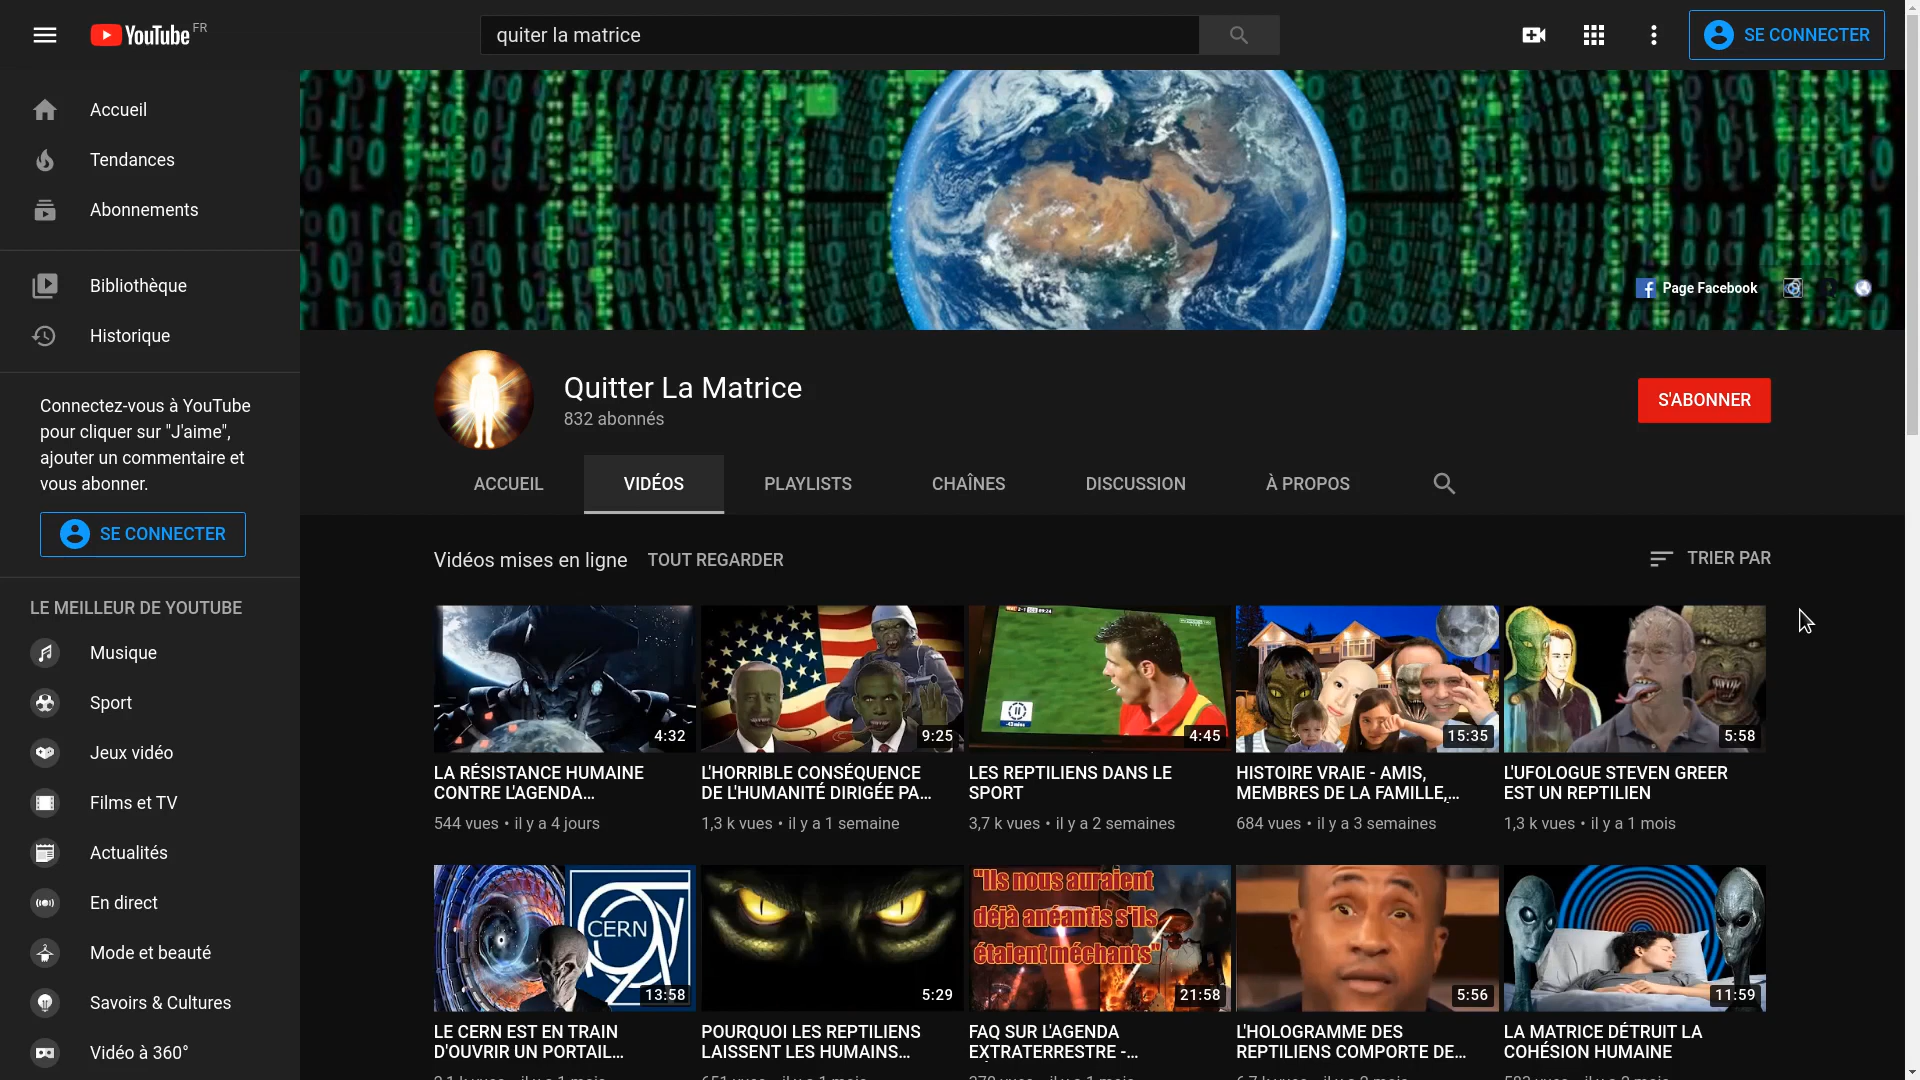 YouTube FR
quiter la matrice
SE CONNECTER
Accueil
Tendances
Abonnements
Bibliothèque
Historique
Connectez-vous à YouTube
pour cliquer sur "J'aime",
ajouter un commentaire et
vous abonner.
SE CONNECTER
LE MEILLEUR DE YOUTUBE
Musique
Sport
Jeux vidéo
Films et TV
Actualités
En direct
Mode et beauté
Savoirs & Cultures
Vidéo à 360°
Page Facebook
Quitter La Matrice
832 abonnés
S'ABONNER
ACCUEIL VIDÉOS PLAYLISTS CHAÎNES DISCUSSION À PROPOS
Vidéos mises en ligne TOUT REGARDER
TRIER PAR
4:32
LA RÉSISTANCE HUMAINE
CONTRE L'AGENDA...
544 vues • il y a 4 jours
9:25
L'HORRIBLE CONSÉQUENCE
DE L'HUMANITÉ DIRIGÉE PA...
1,3 k vues • il y a 1 semaine
4:45
LES REPTILIENS DANS LE
SPORT
3,7 k vues • il y a 2 semaines
15:35
HISTOIRE VRAIE - AMIS,
MEMBRES DE LA FAMILLE,...
684 vues • il y a 3 semaines
5:58
L'UFOLOGUE STEVEN GREER
EST UN REPTILIEN
1,3 k vues • il y a 1 mois
CERN
13:58
LE CERN EST EN TRAIN
D'OUVRIR UN PORTAIL...
5:29
POURQUOI LES REPTILIENS
LAISSENT LES HUMAINS...
"Ils nous auraient
déjà anéantis s'ils
étaient méchants"
21:58
FAQ SUR L'AGENDA
EXTRATERRESTRE -...
5:56
L'HOLOGRAMME DES
REPTILIENS COMPORTE DE...
11:59
LA MATRICE DÉTRUIT LA
COHÉSION HUMAINE